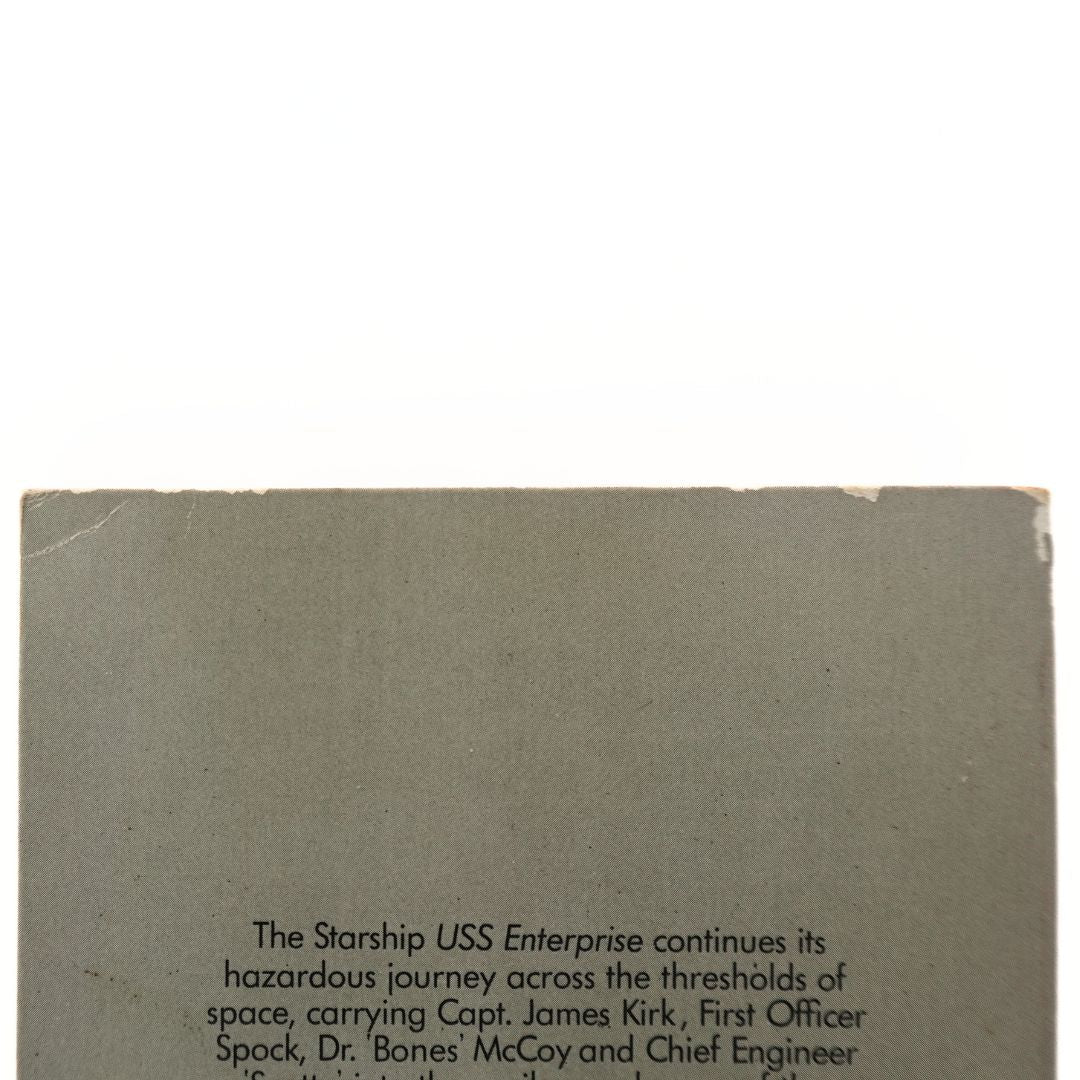 The Starship USS Enterprise continues its
hazardous journey across the thresholds of
space, carrying Capt. James Kirk, First Officer
Spock, Dr. 'Bones' McCoy and Chief Engineer